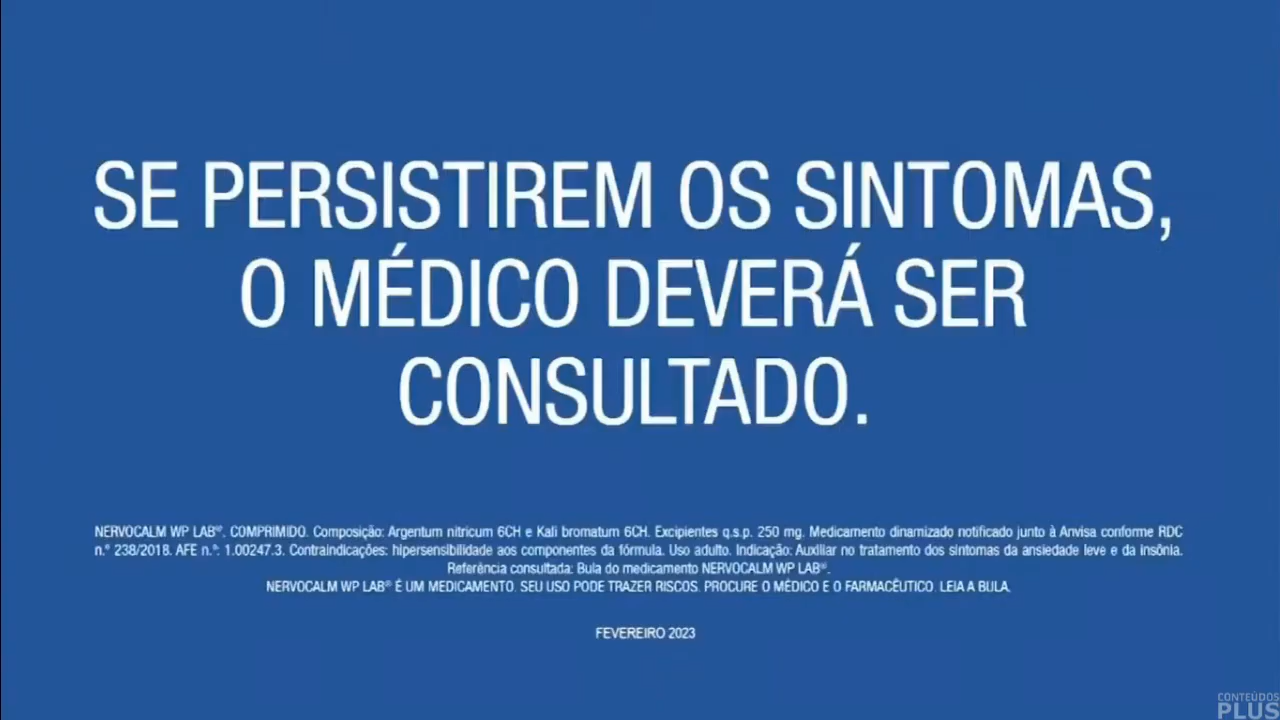 SE PERSISTIREM OS SINTOMAS,
O MÉDICO DEVERÁ SER
CONSULTADO.
NERVOCALM WP LAB®. COMPRIMIDO. Composição: Argentum nitricum 6CH e Kali bromatum 6CH. Excipientes q.s.p. 250 mg. Medicamento dinamizado notificado junto à Anvisa conforme RDC
n.° 238/2018. AFE n.°: 1.00247.3. Contraindicações: hipersensibilidade aos componentes da fórmula. Uso adulto. Indicação: Auxiliar no tratamento dos sintomas da ansiedade leve e da insônia.
Referência consultada: Bula do medicamento NERVOCALM WP LAB®.
NERVOCALM WP LAB® É UM MEDICAMENTO. SEU USO PODE TRAZER RISCOS. PROCURE O MÉDICO E O FARMACÊUTICO. LEIA A BULA.
FEVEREIRO 2023
CONTEÚDOS
PLUS